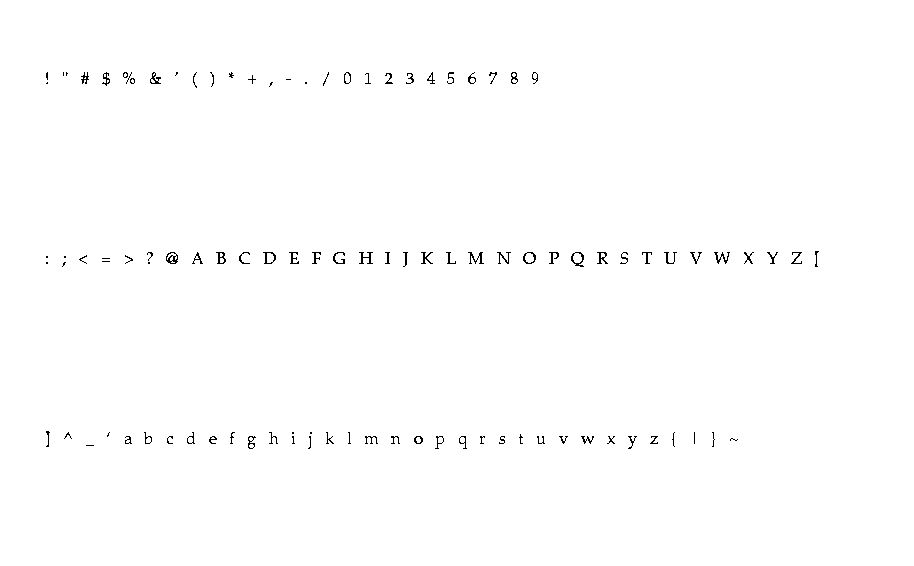 ! " # $ % & ’ ( ) * + , - . / 0 1 2 3 4 5 6 7 8 9
: ; < = > ? @ A B C D E F G H I J K L M N O P Q R S T U V W X Y Z [
] ^ _ ‘ a b c d e f g h i j k l m n o p q r s t u v w x y z { | } ~